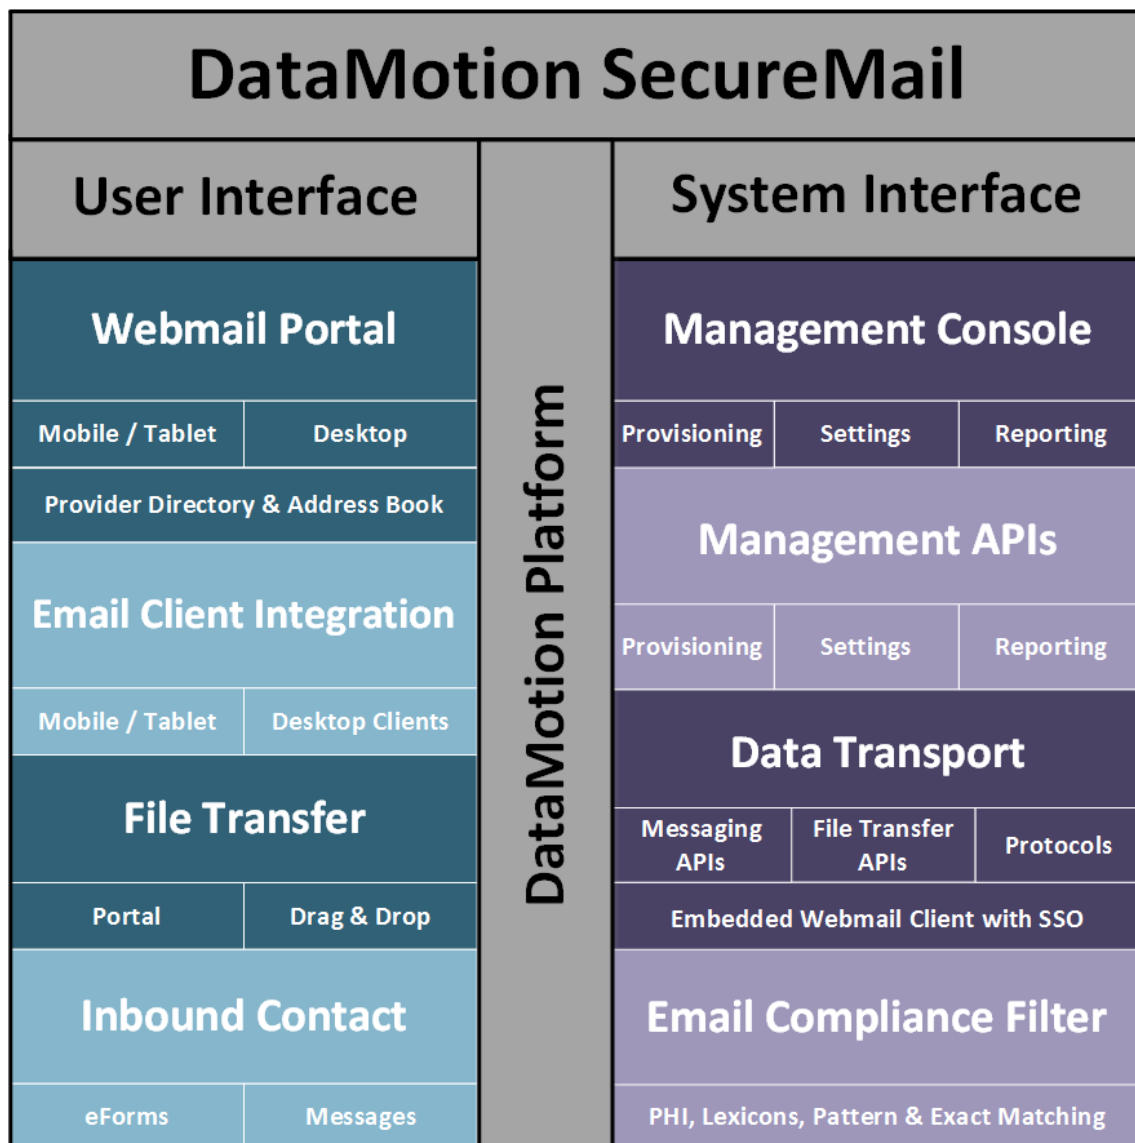 DataMotion SecureMail
User Interface
Webmail Portal
Mobile / Tablet
Desktop
Provider Directory & Address Book
Email Client Integration
Mobile / Tablet
Desktop Clients
File Transfer
Portal
Drag & Drop
Inbound Contact
eForms
Messages
DataMotion Platform
System Interface
Management Console
Provisioning
Settings
Reporting
Management APIs
Provisioning
Settings
Reporting
Data Transport
Messaging
APIs
File Transfer
APIs
Protocols
Embedded Webmail Client with SSO
Email Compliance Filter
PHI, Lexicons, Pattern & Exact Matching